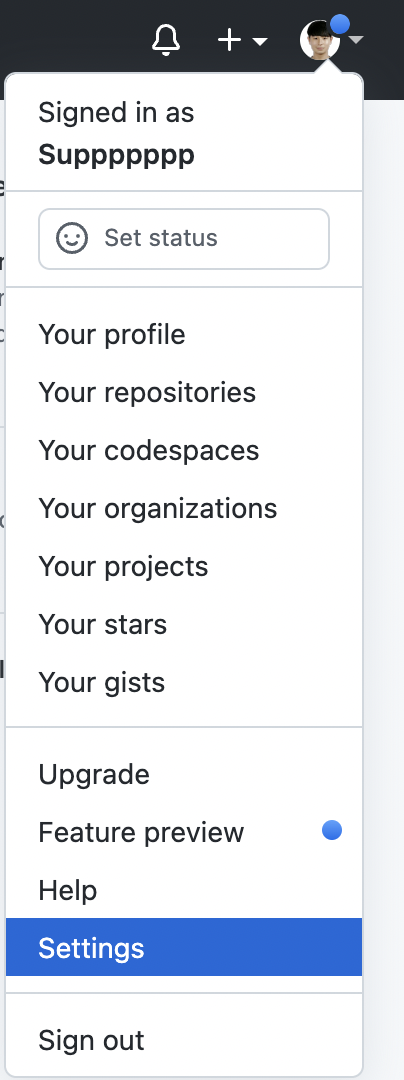 Signed in as
Supppppp
Set status
Your profile
Your repositories
Your codespaces
Your organizations
Your projects
Your stars
Your gists
Upgrade
Feature preview
Help
Settings
Sign out